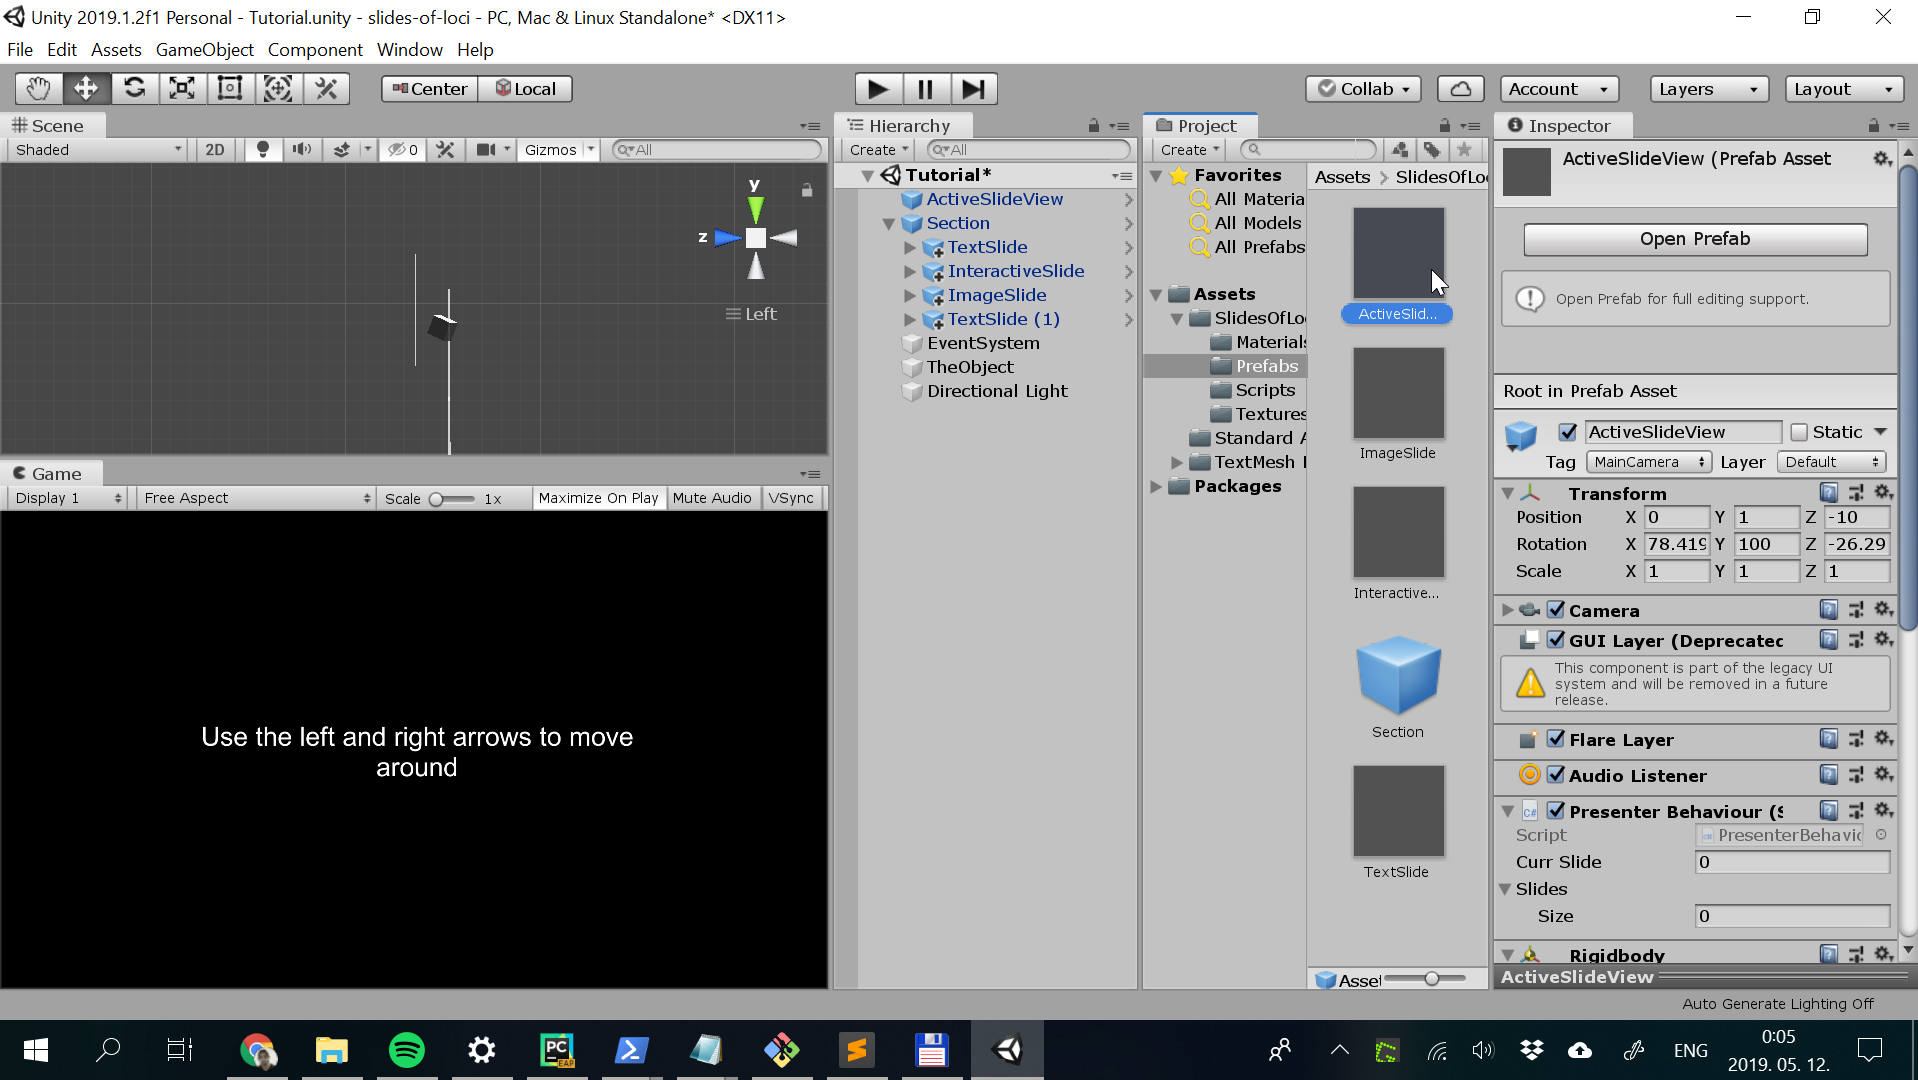 Unity 2019.1.2f1 Personal - Tutorial.unity - slides-of-loci - PC, Mac & Linux Standalone* <DX11>
File Edit Assets GameObject Component Window Help
Center Local Collab Account Layers Layout
Scene
Shaded 2D 0 Gizmos All
y
z
Left
Game
Display 1 Free Aspect Scale 1x Maximize On Play Mute Audio VSync
Use the left and right arrows to move
around
Hierarchy
Create All
Tutorial*
ActiveSlideView
Section
TextSlide
InteractiveSlide
ImageSlide
TextSlide (1)
EventSystem
TheObject
Directional Light
Project
Create
Favorites
All Materia
All Models
All Prefabs
Assets
SlidesOfLo
Materials
Prefabs
Scripts
Textures
Standard A
TextMesh
Packages
Assets > SlidesOfLo
ActiveSlid...
ImageSlide
Interactive...
Section
TextSlide
Asset
Inspector
ActiveSlideView (Prefab Asset
Open Prefab
Open Prefab for full editing support.
Root in Prefab Asset
ActiveSlideView Static
Tag MainCamera Layer Default
Transform
Position X 0 Y 1 Z -10
Rotation X 78.419 Y 100 Z -26.29
Scale X 1 Y 1 Z 1
Camera
GUI Layer (Deprecated
This component is part of the legacy UI
system and will be removed in a future
release.
Flare Layer
Audio Listener
C#
Presenter Behaviour (S
Script PresenterBehavio
Curr Slide 0
Slides
Size 0
Rigidbody
ActiveSlideView
Auto Generate Lighting Off
PC
EAP
ENG
0:05
2019. 05. 12.